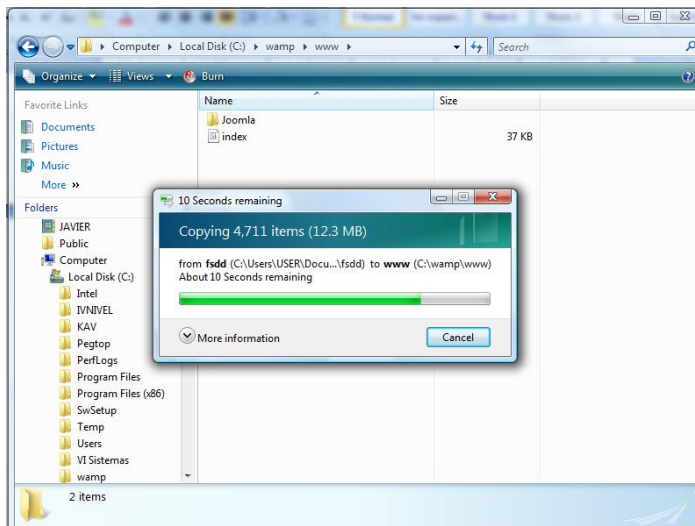 Computer Local Disk (C:) wamp www Search
Organize Views Burn
Favorite Links Name Size
Documents Joomla
Pictures index 37 KB
Music
More »
Folders
JAVIER
Public
Computer
Local Disk (C:)
Intel
IVNIVEL
KAV
Pegtop
PerfLogs
Program Files
Program Files (x86)
SwSetup
Temp
Users
VI Sistemas
wamp
10 Seconds remaining
Copying 4,711 items (12.3 MB)
from fsdd (C:\Users\USER\Docu...\fsdd) to www (C:\wamp\www)
About 10 Seconds remaining
More information Cancel
2 items